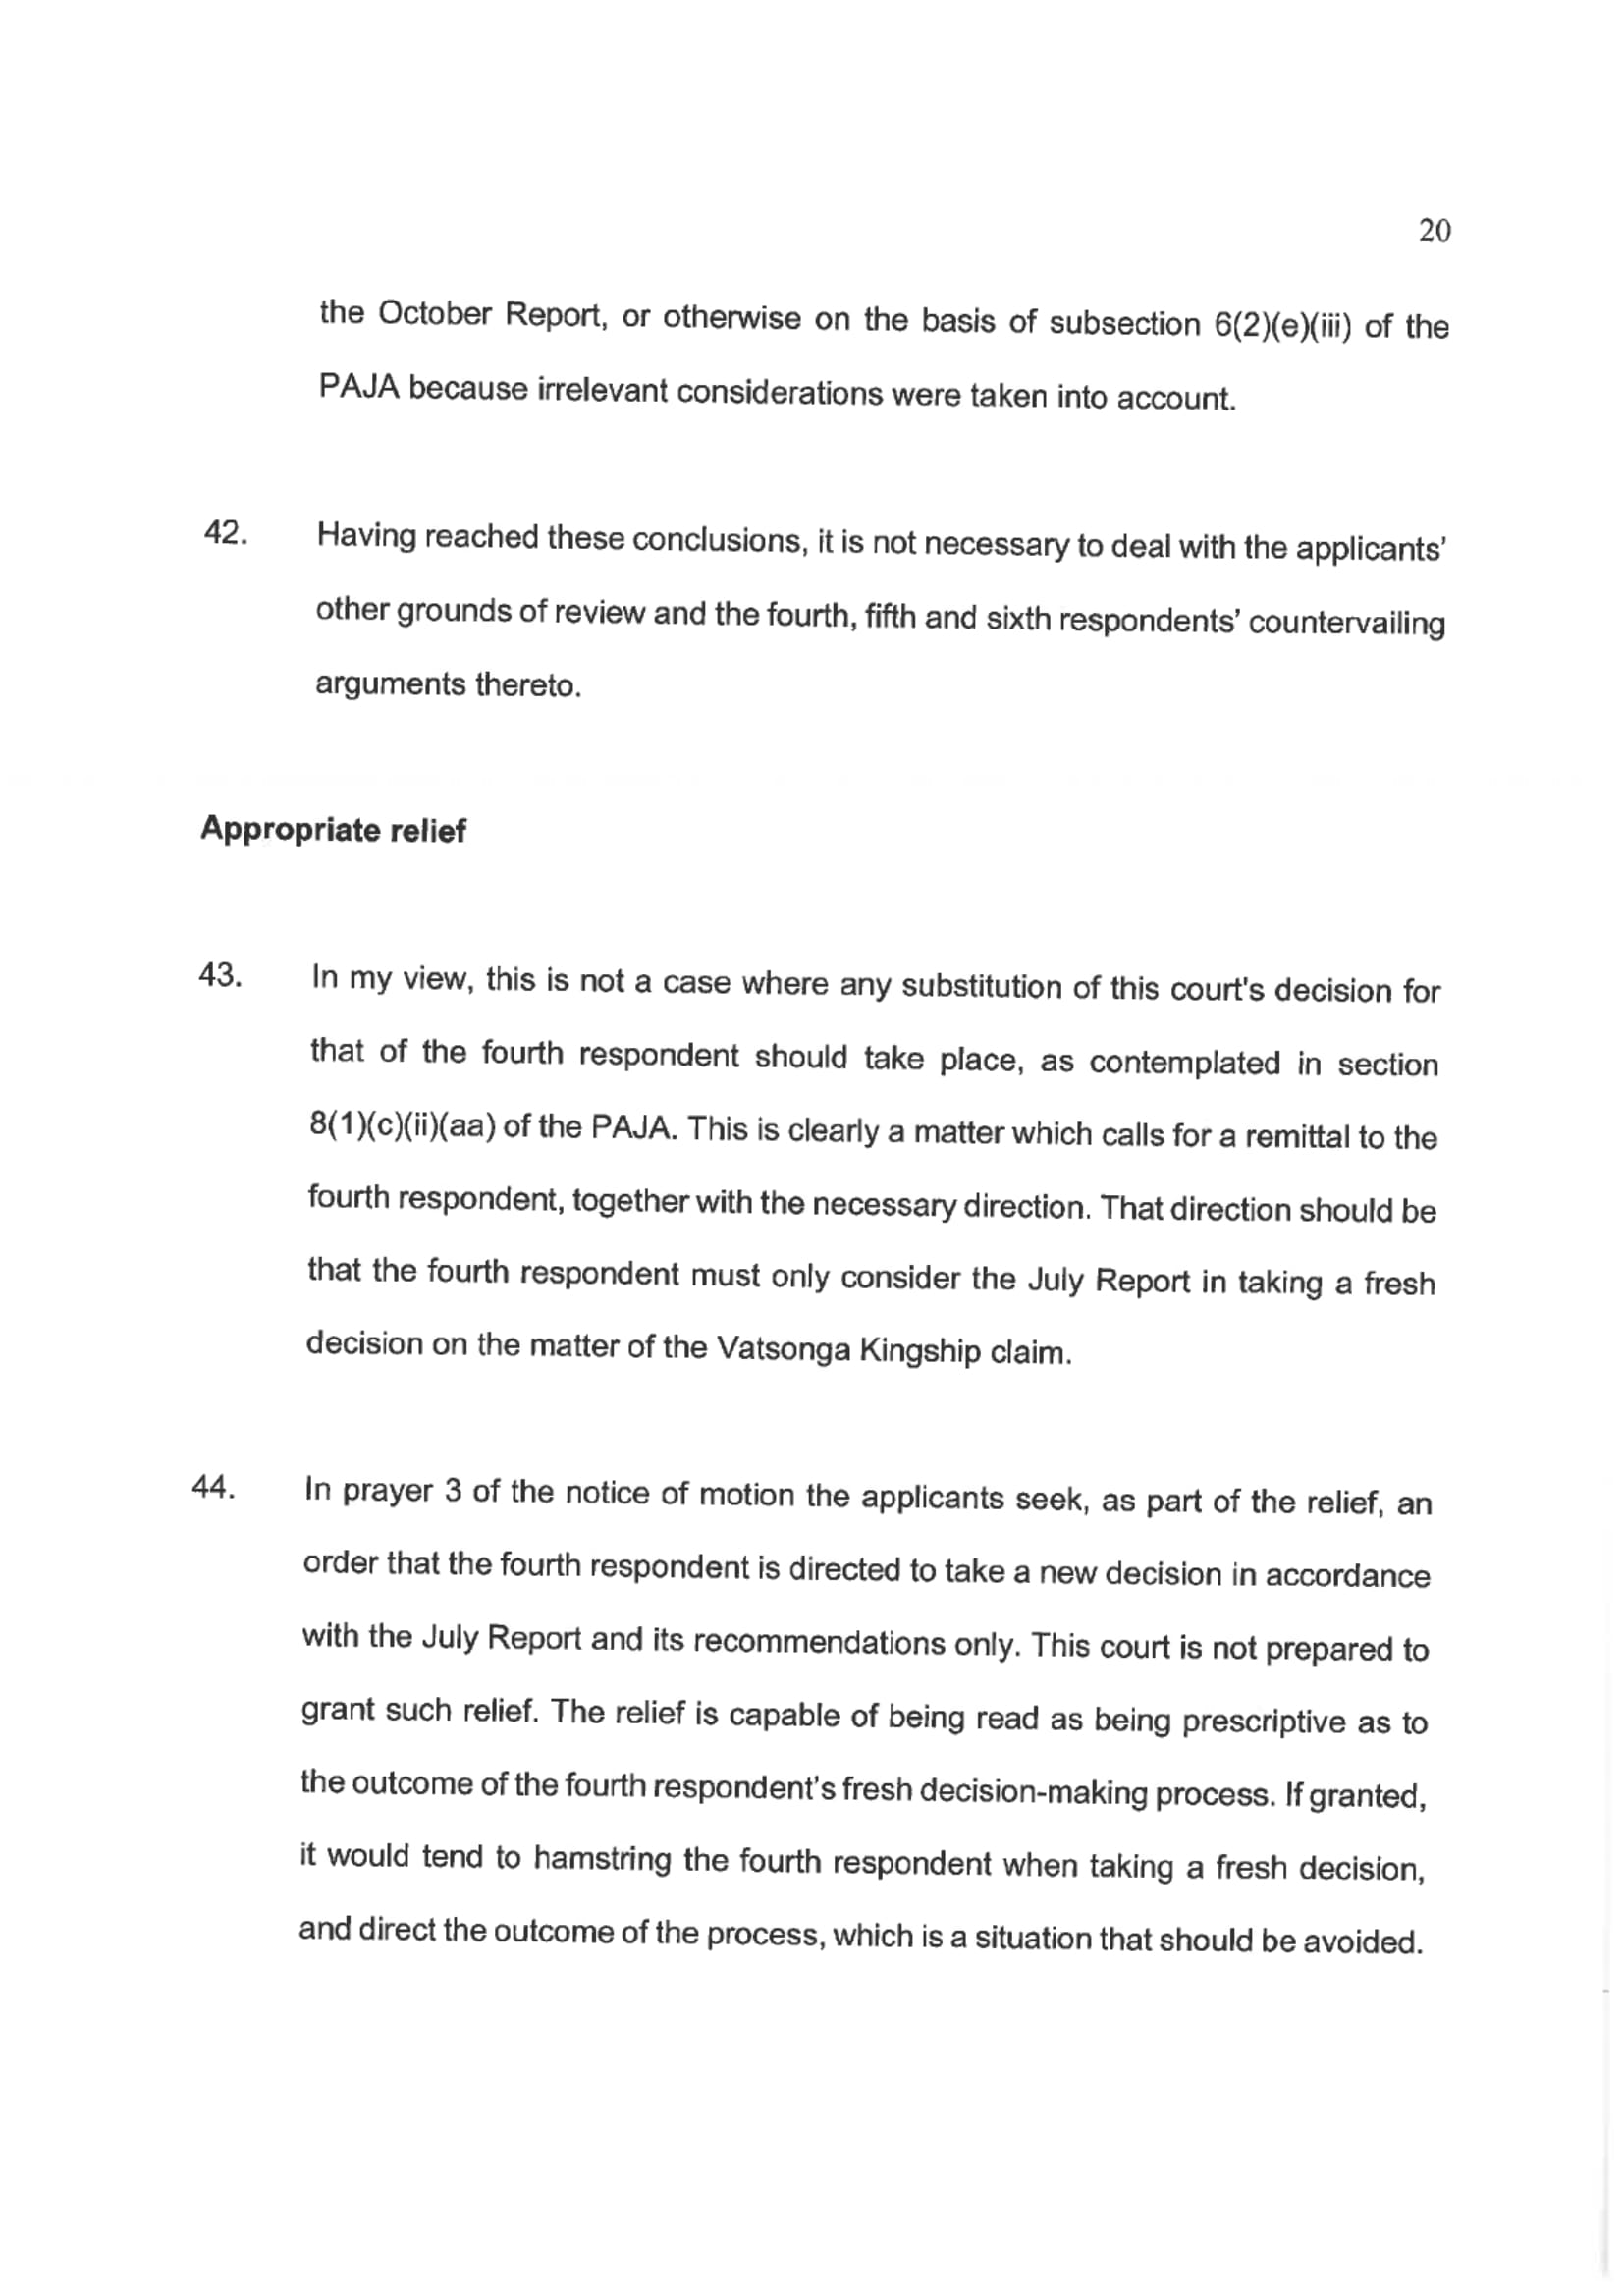 20
the October Report, or otherwise on the basis of subsection 6(2)(e)(iii) of the
PAJA because irrelevant considerations were taken into account.
42. Having reached these conclusions, it is not necessary to deal with the applicants'
other grounds of review and the fourth, fifth and sixth respondents' countervailing
arguments thereto.
Appropriate relief
43. In my view, this is not a case where any substitution of this court's decision for
that of the fourth respondent should take place, as contemplated in section
8(1)(c)(ii)(aa) of the PAJA. This is clearly a matter which calls for a remittal to the
fourth respondent, together with the necessary direction. That direction should be
that the fourth respondent must only consider the July Report in taking a fresh
decision on the matter of the Vatsonga Kingship claim.
44. In prayer 3 of the notice of motion the applicants seek, as part of the relief, an
order that the fourth respondent is directed to take a new decision in accordance
with the July Report and its recommendations only. This court is not prepared to
grant such relief. The relief is capable of being read as being prescriptive as to
the outcome of the fourth respondent's fresh decision-making process. If granted,
it would tend to hamstring the fourth respondent when taking a fresh decision,
and direct the outcome of the process, which is a situation that should be avoided.